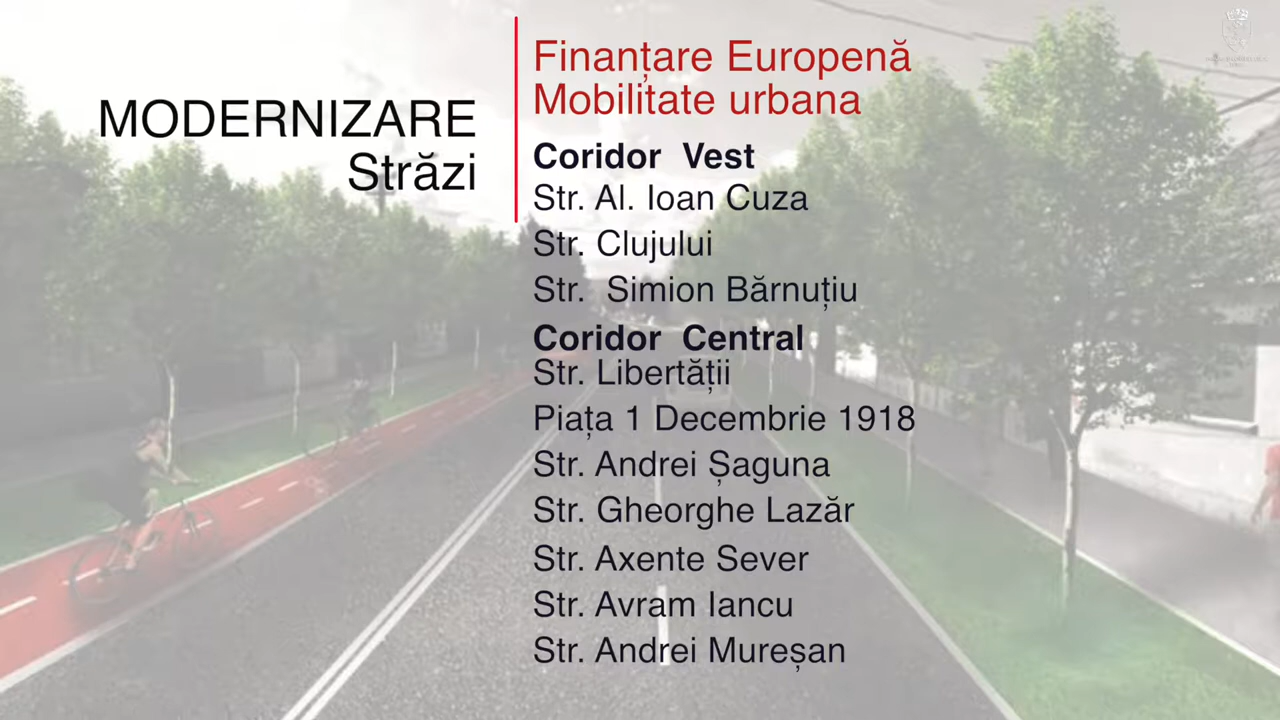 MODERNIZARE
Străzi
Finanțare Europenă
Mobilitate urbana
Coridor Vest
Str. Al. Ioan Cuza
Str. Clujului
Str. Simion Bărnuțiu
Coridor Central
Str. Libertății
Piața 1 Decembrie 1918
Str. Andrei Șaguna
Str. Gheorghe Lazăr
Str. Axente Sever
Str. Avram Iancu
Str. Andrei Mureșan